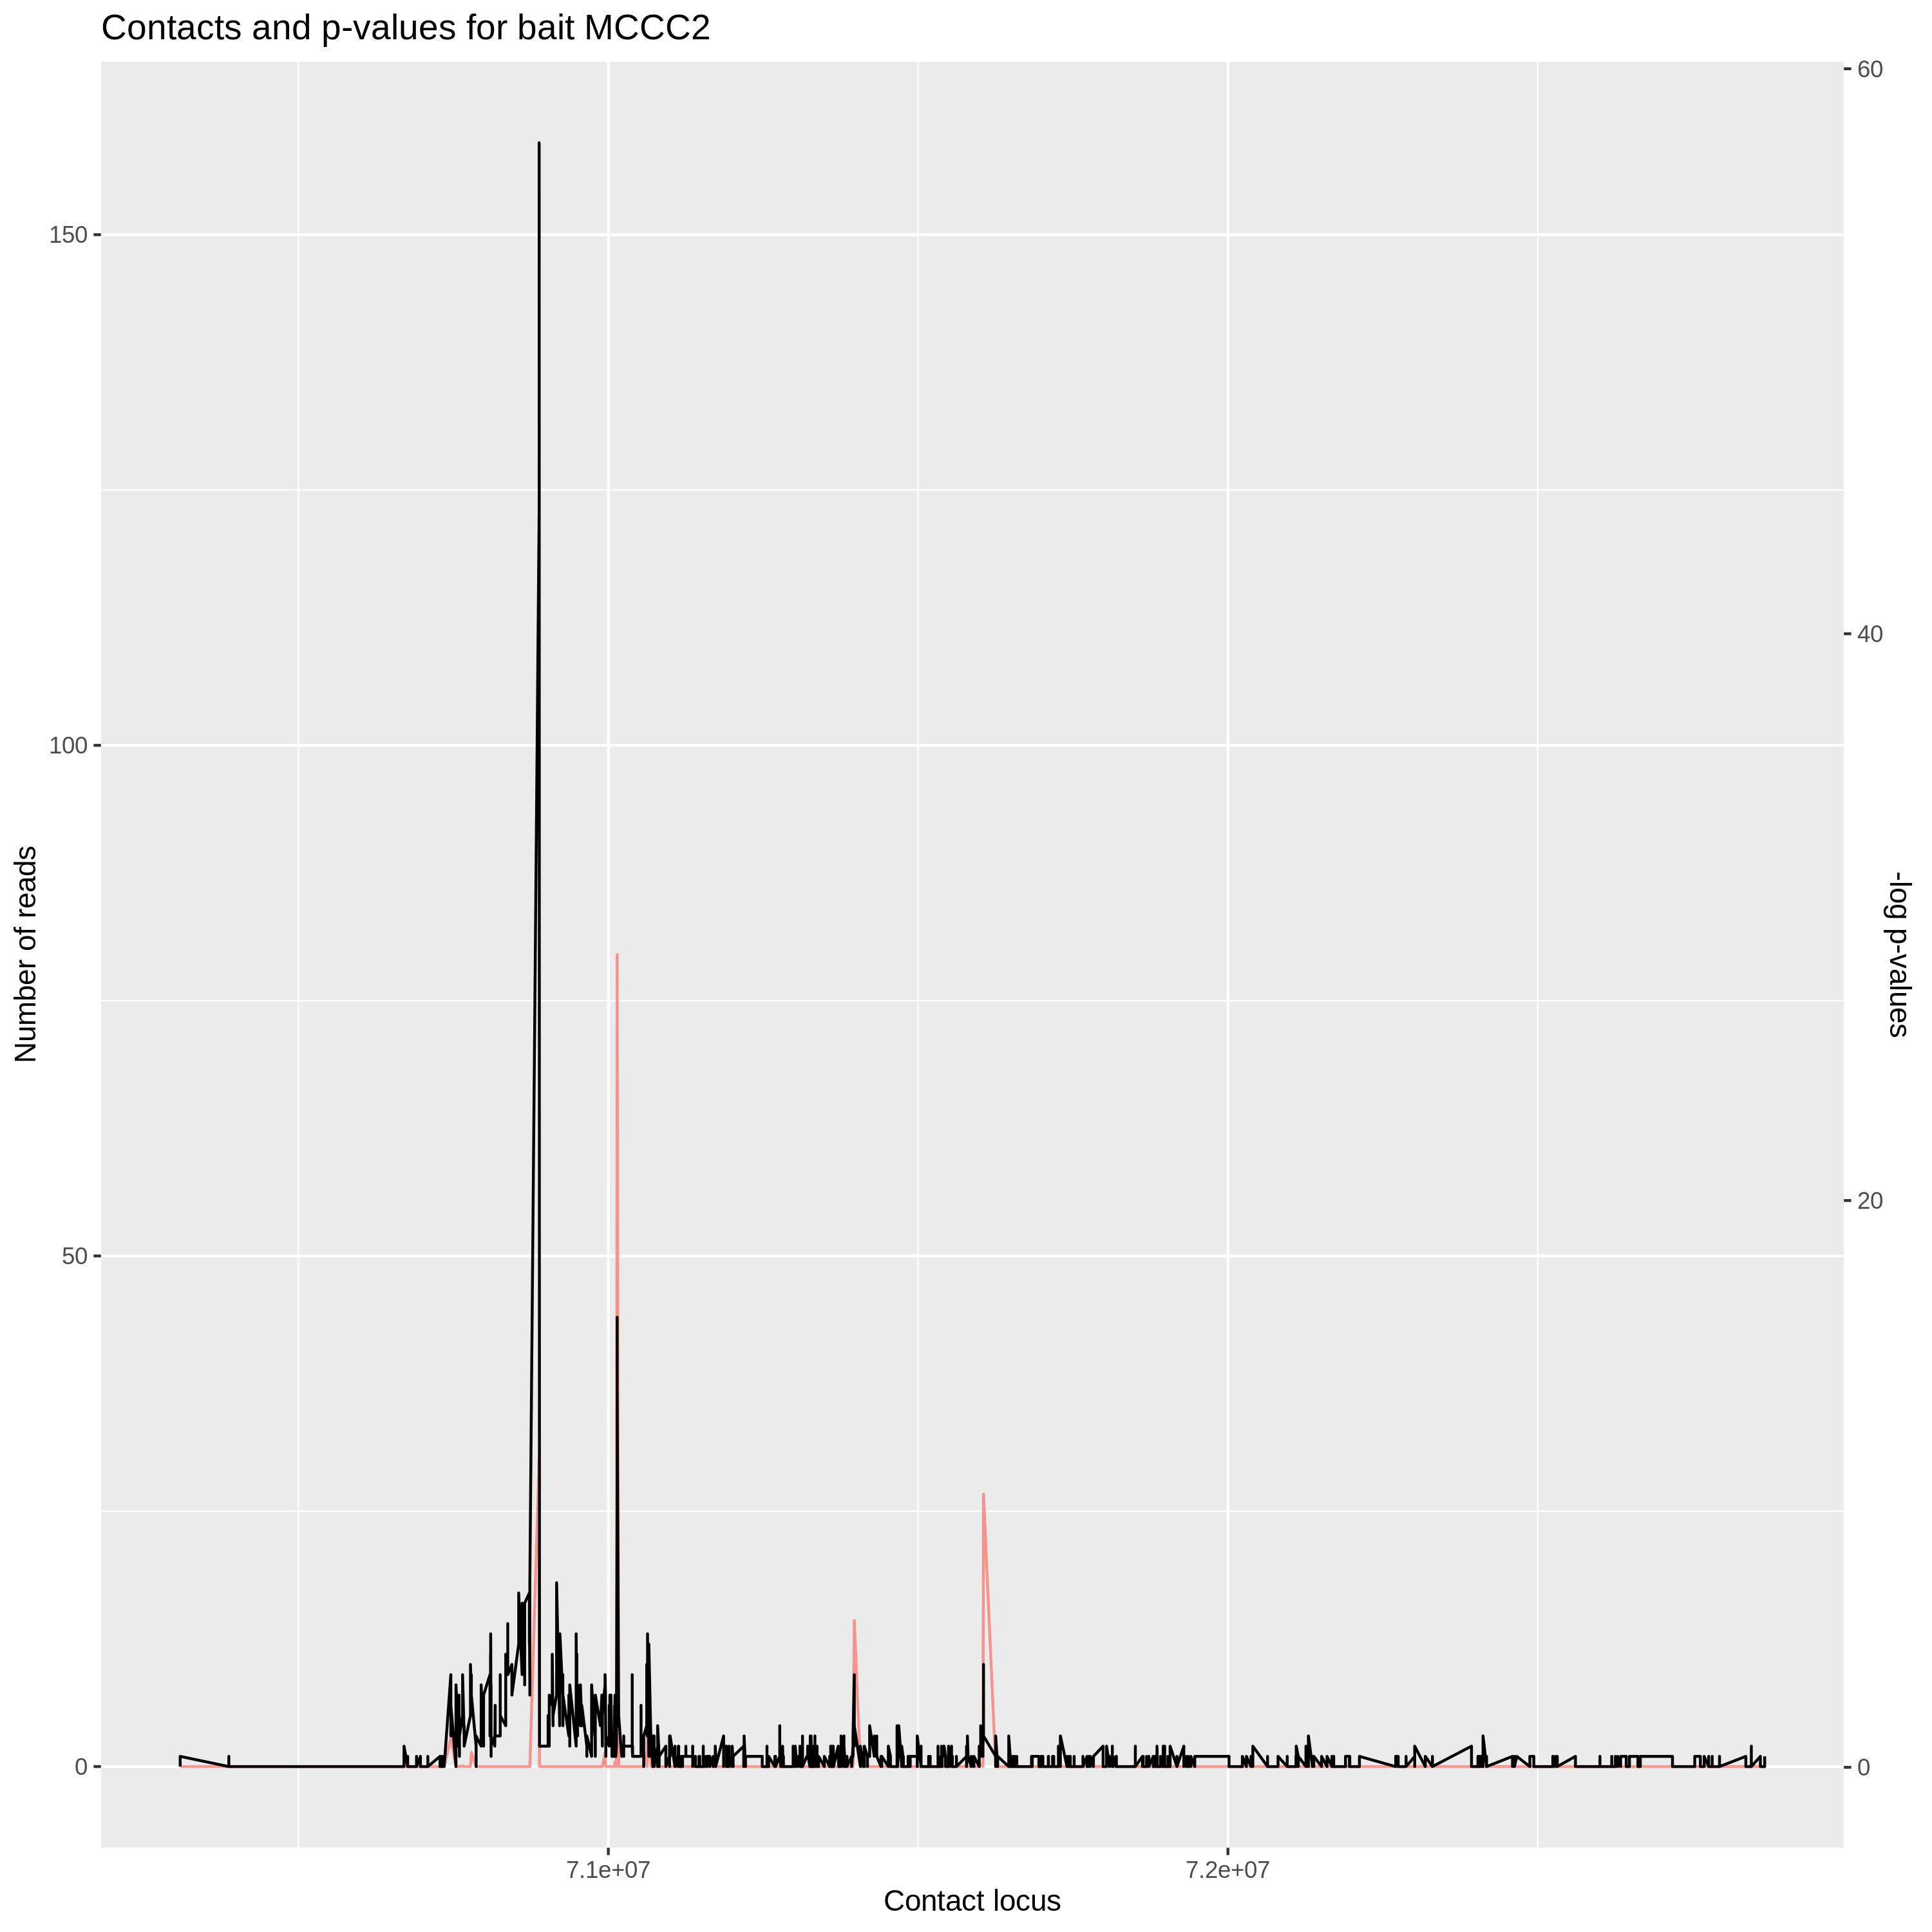 Contacts and p-values for bait MCCC2
60
150
40
100
Number of reads
-log p-values
20
50
0
0
7.1e+07
7.2e+07
Contact locus